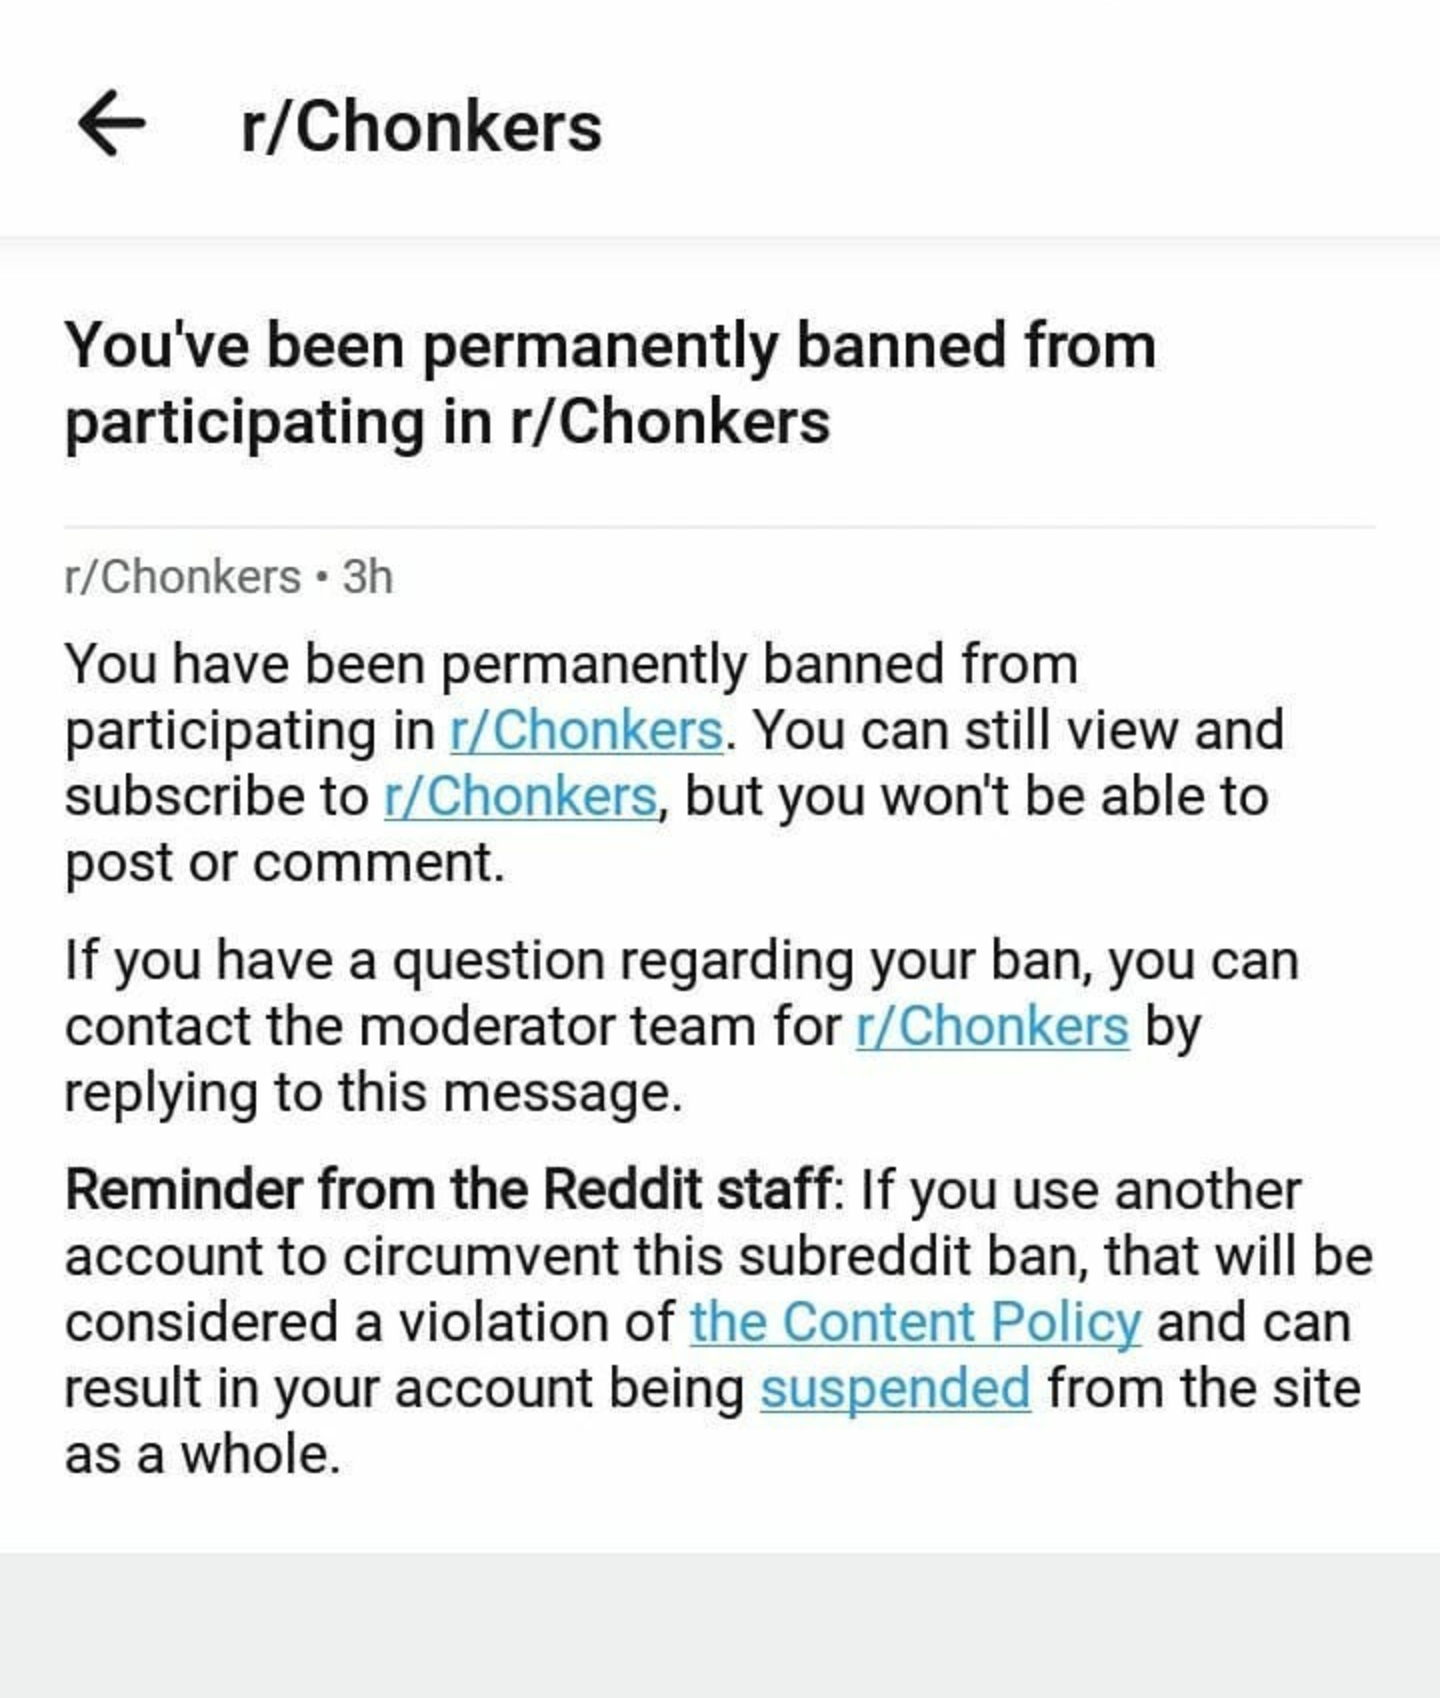 r/Chonkers
You've been permanently banned from
participating in r/Chonkers
r/Chonkers • 3h
You have been permanently banned from
participating in r/Chonkers. You can still view and
subscribe to r/Chonkers, but you won't be able to
post or comment.
If you have a question regarding your ban, you can
contact the moderator team for r/Chonkers by
replying to this message.
Reminder from the Reddit staff: If you use another
account to circumvent this subreddit ban, that will be
considered a violation of the Content Policy and can
result in your account being suspended from the site
as a whole.